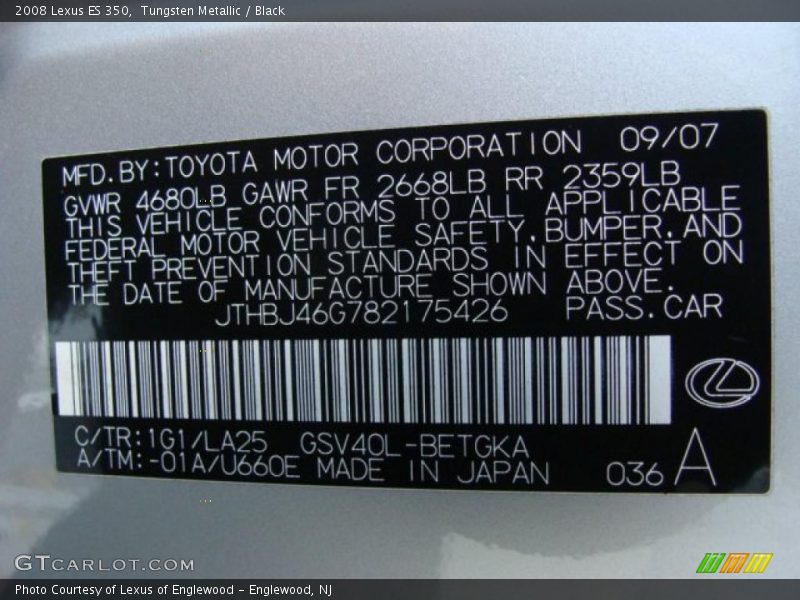 2008 Lexus ES 350,  Tungsten Metallic / Black
MFD.BY:TOYOTA MOTOR CORPORATION 09/07
GVWR 4680LB GAWR FR 2668LB RR 2359LB
THIS VEHICLE CONFORMS TO ALL APPLICABLE
FEDERAL MOTOR VEHICLE SAFETY,BUMPER,AND
THEFT PREVENTION STANDARDS IN EFFECT ON
THE DATE OF MANUFACTURE SHOWN ABOVE.
JTHBJ46G782175426 PASS.CAR
C/TR:1G1/LA25 GSV40L-BETGKA
A/TM:-01A/U660E MADE IN JAPAN 036 A
GTCARLOT.COM
Photo Courtesy of Lexus of Englewood – Englewood, NJ